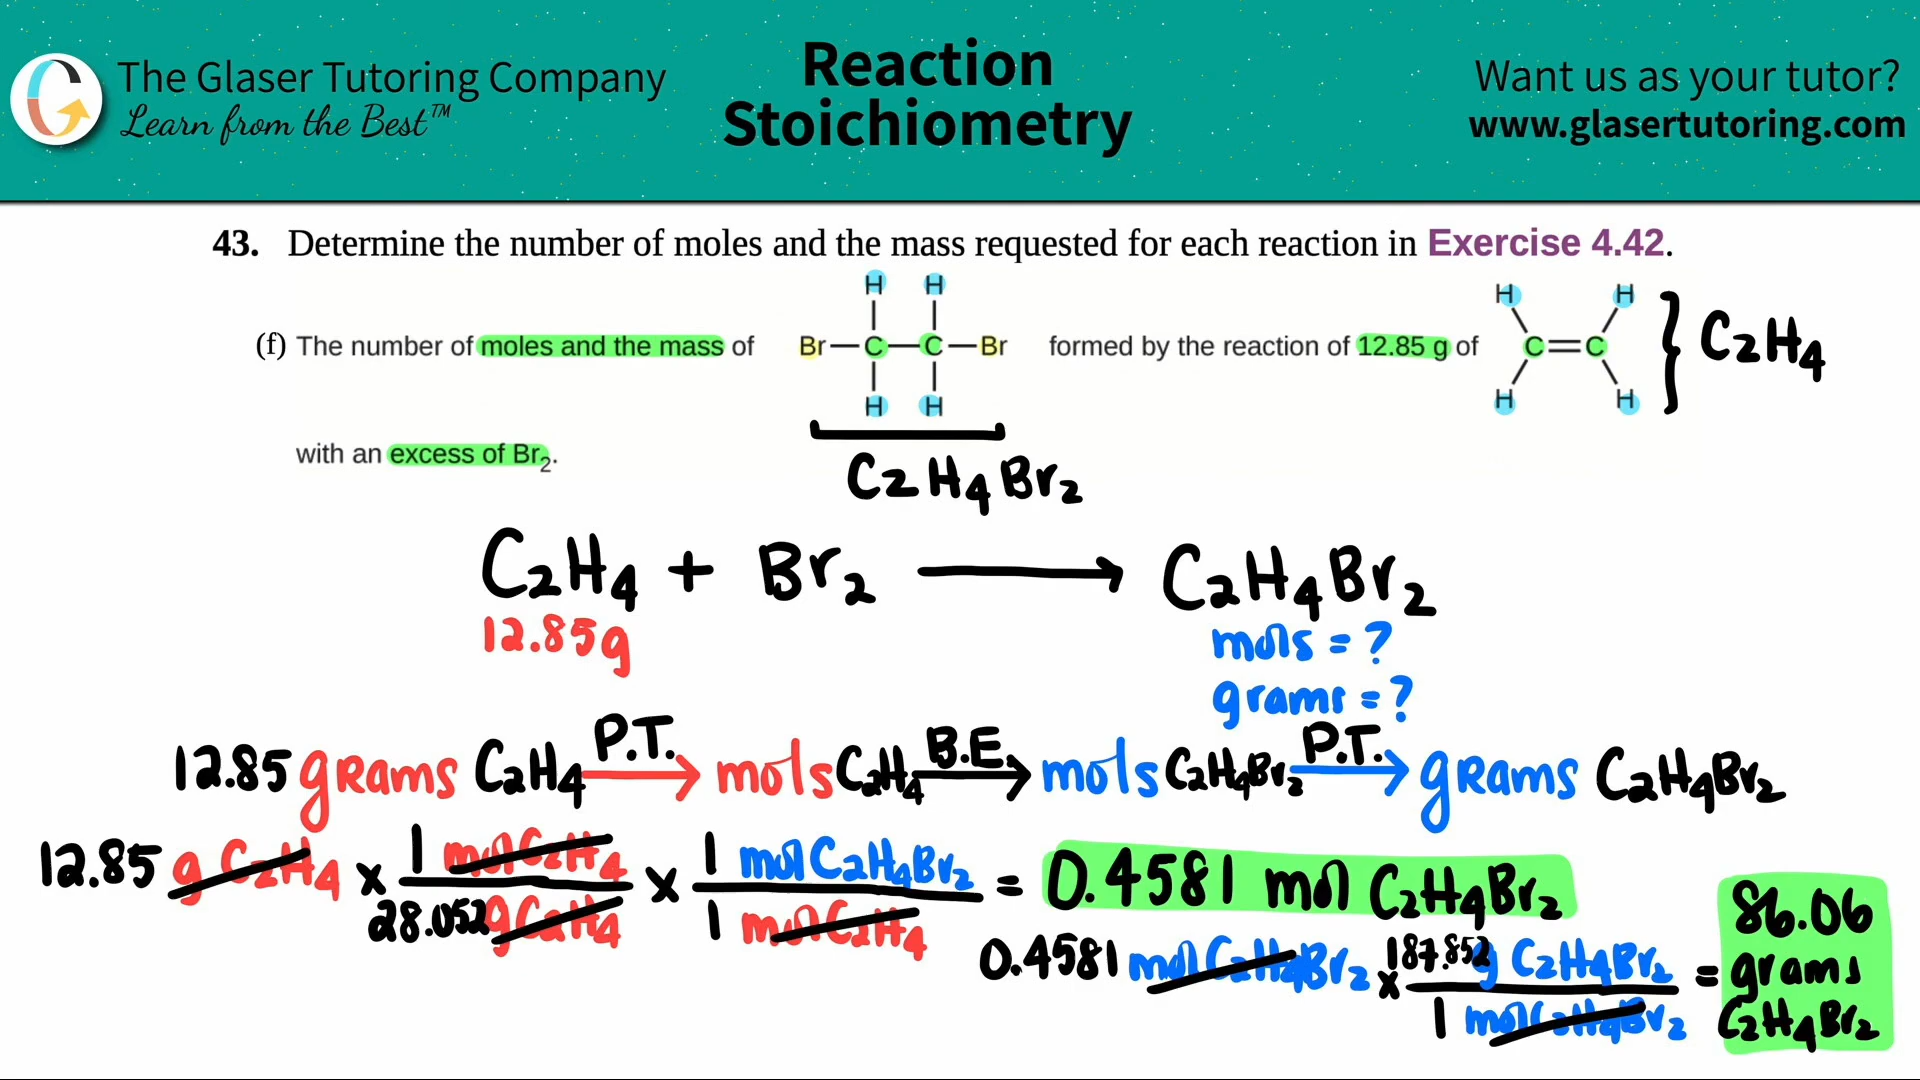 The Glaser Tutoring Company
Learn from the Best™
Reaction
Stoichiometry
Want us as your tutor?
www.glasertutoring.com
43. Determine the number of moles and the mass requested for each reaction in Exercise 4.42.
H H
H H
(f) The number of moles and the mass of Br—C—C—Br formed by the reaction of 12.85 g of C=C } C₂H₄
H H
H H
with an excess of Br₂.
C₂H₄Br₂
C₂H₄ + Br₂ → C₂H₄Br₂
12.85g
mols = ?
grams = ?
12.85 grams C₂H₄ P.T. → mols C₂H₄ B.E. → mols C₂H₄Br₂ P.T. → grams C₂H₄Br₂
12.85 g C₂H₄ x 1 mol C₂H₄ / 28.052 g C₂H₄ x 1 mol C₂H₄Br₂ / 1 mol C₂H₄ = 0.4581 mol C₂H₄Br₂
0.4581 mol C₂H₄Br₂ x 187.852 g C₂H₄Br₂ / 1 mol C₂H₄Br₂ = 86.06 grams C₂H₄Br₂